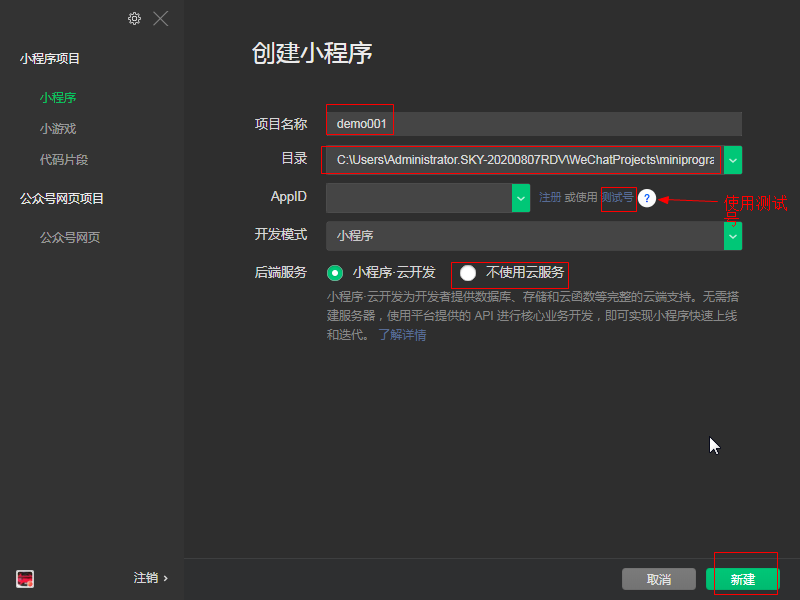 小程序项目
小程序
小游戏
代码片段
公众号网页项目
公众号网页
注销
创建小程序
项目名称 demo001
目录 C:\Users\Administrator.SKY-20200807RDV\WeChatProjects\miniprogra
AppID 注册 或使用 测试号 ? 使用测试
号
开发模式 小程序
后端服务 小程序·云开发 不使用云服务
小程序·云开发为开发者提供数据库、存储和云函数等完整的云端支持。无需搭
建服务器，使用平台提供的 API 进行核心业务开发，即可实现小程序快速上线
和迭代。 了解详情
取消 新建